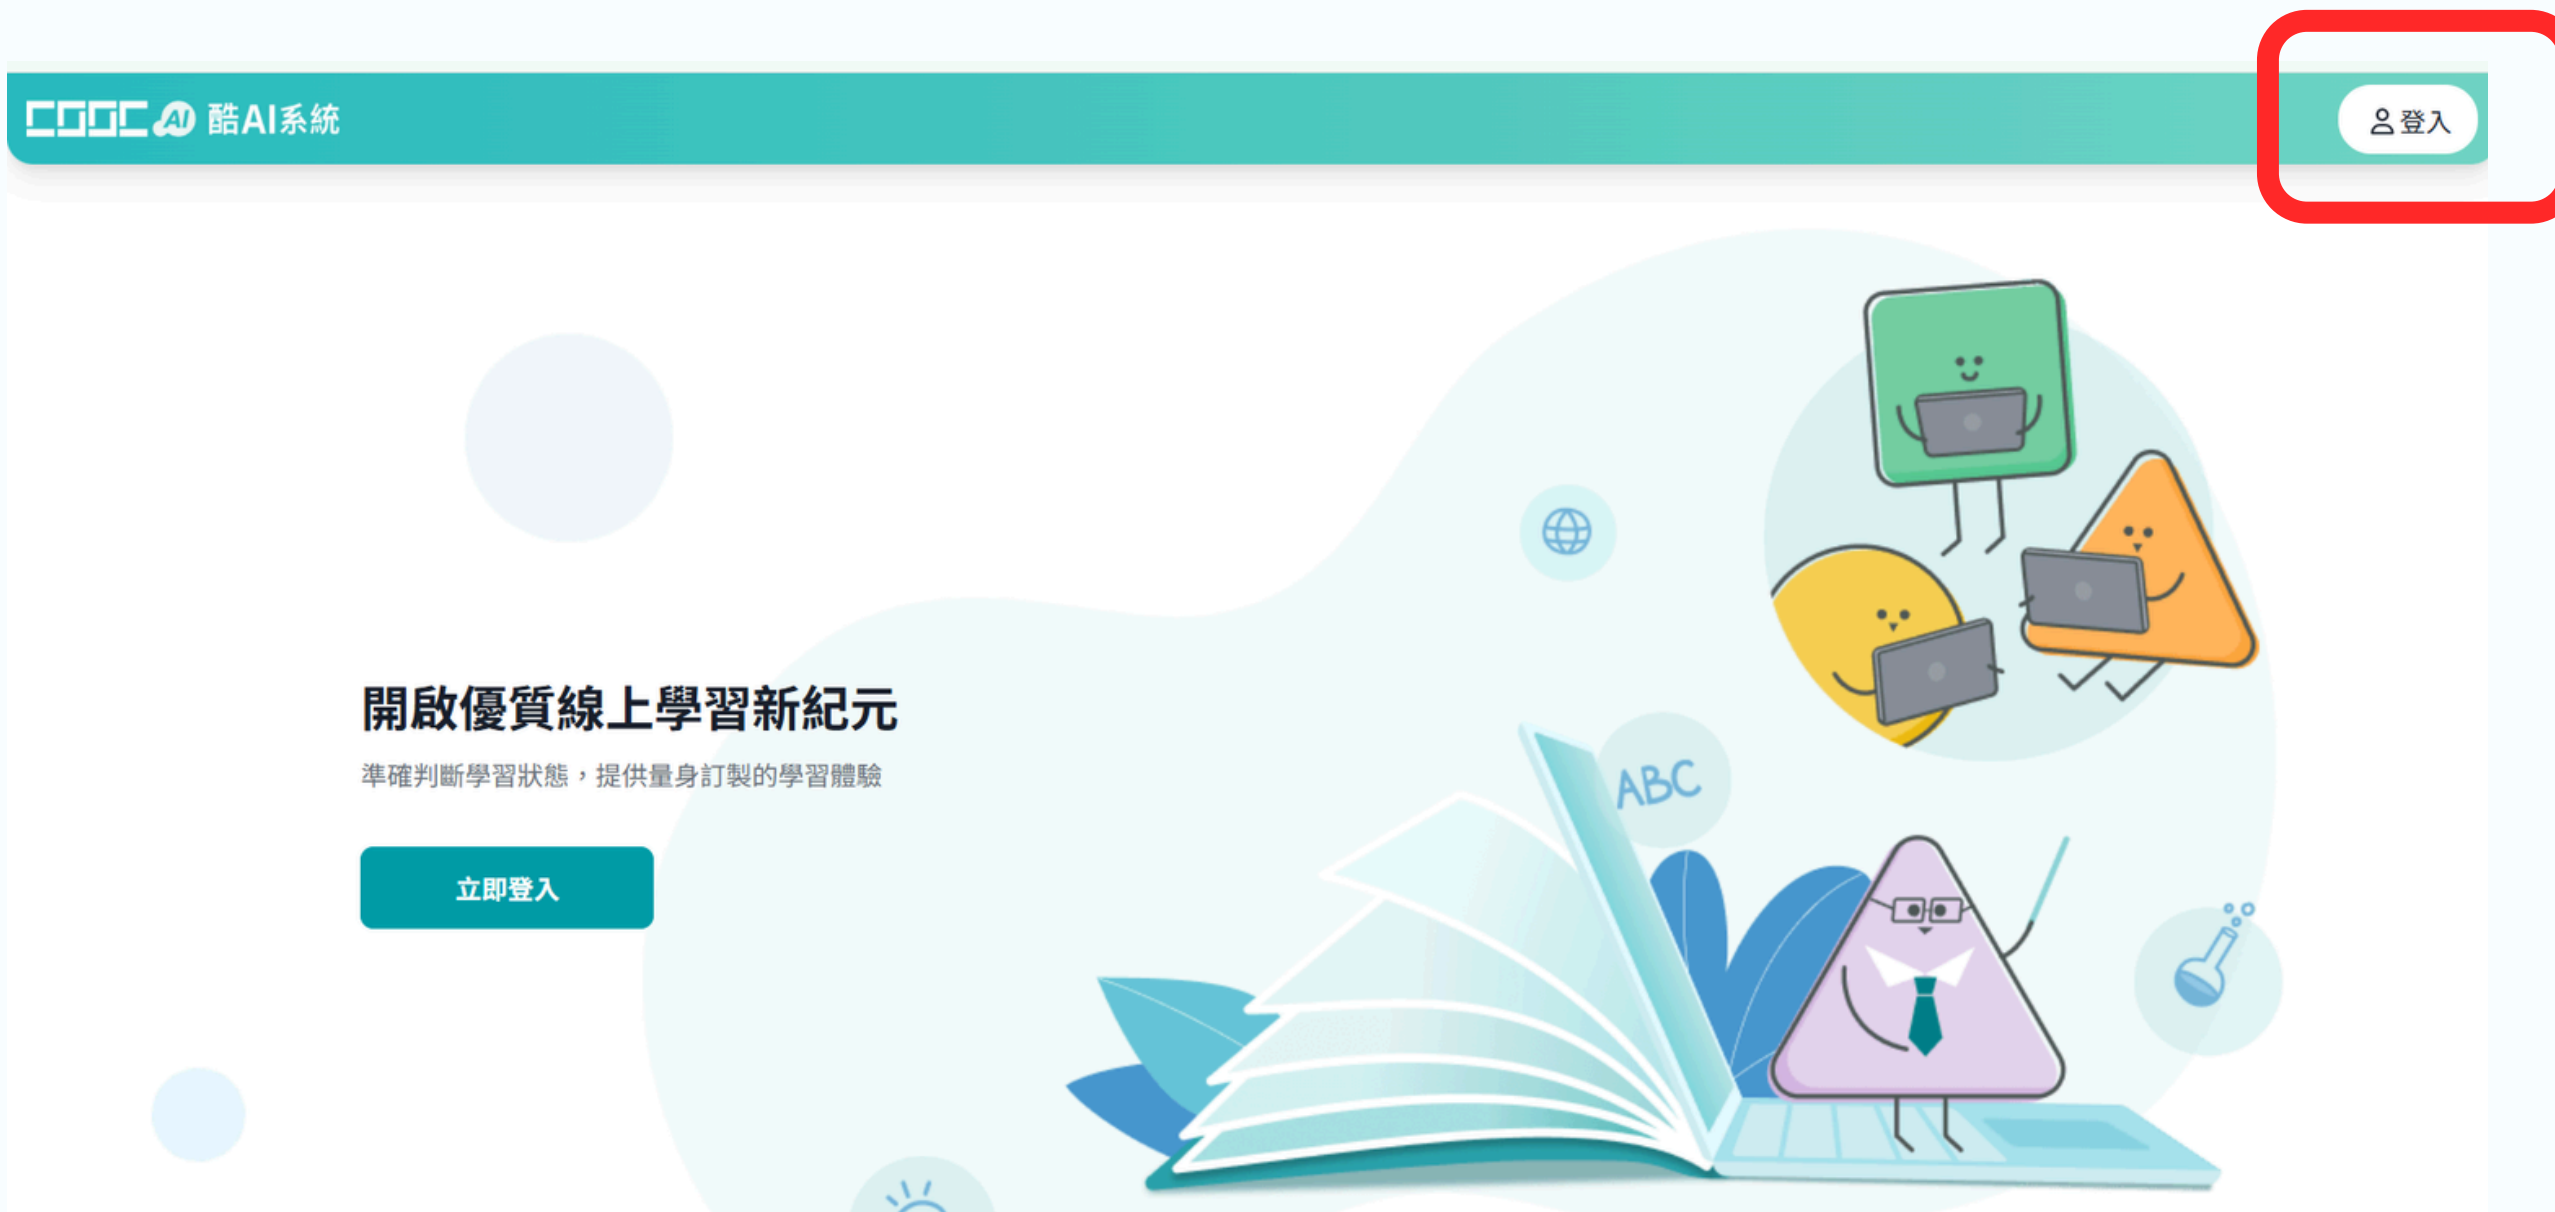 COOC AI 酷AI系統
登入
開啟優質線上學習新紀元
準確判斷學習狀態，提供量身訂製的學習體驗
立即登入
ABC